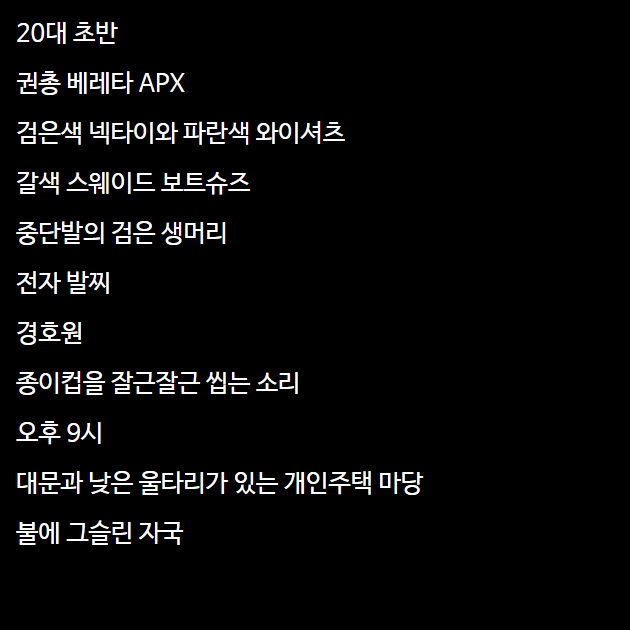 20대 초반
권총 베레타 APX
검은색 넥타이와 파란색 와이셔츠
갈색 스웨이드 보트슈즈
중단발의 검은 생머리
전자 발찌
경호원
종이컵을 잘근잘근 씹는 소리
오후 9시
대문과 낮은 울타리가 있는 개인주택 마당
불에 그슬린 자국